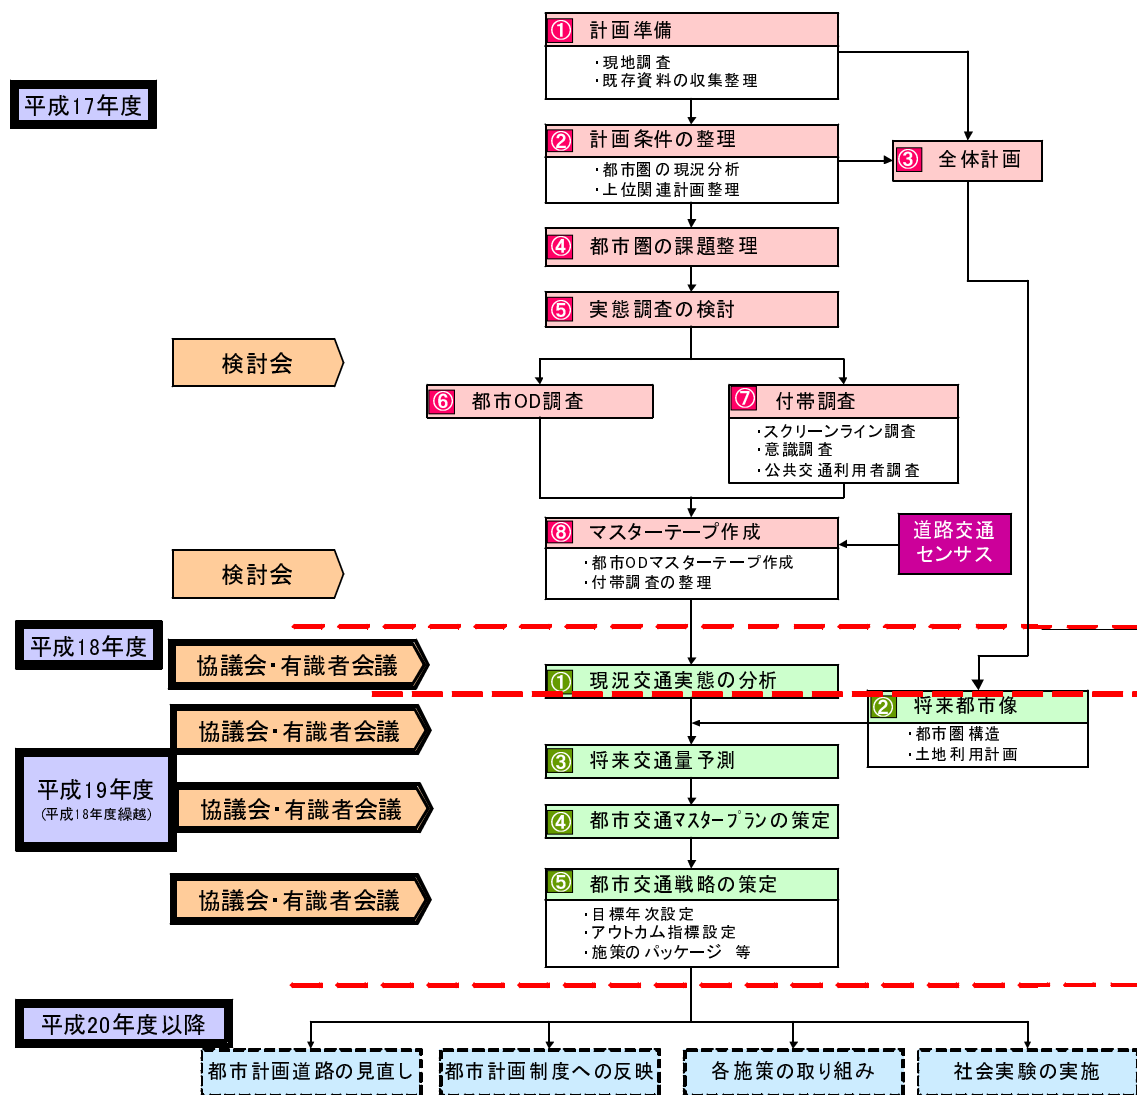 ① 計画準備
・現地調査
・既存資料の収集整理
平成17年度
② 計画条件の整理
・都市圏の現況分析
・上位関連計画整理
③ 全体計画
④ 都市圏の課題整理
⑤ 実態調査の検討
検討会
⑥ 都市OD調査
⑦ 付帯調査
・スクリーンライン調査
・意識調査
・公共交通利用者調査
⑧ マスターテープ作成
・都市ODマスターテープ作成
・付帯調査の整理
道路交通
センサス
検討会
平成18年度
協議会・有識者会議
① 現況交通実態の分析
② 将来都市像
・都市圏構造
・土地利用計画
協議会・有識者会議
③ 将来交通量予測
平成19年度
(平成18年度繰越)
協議会・有識者会議
④ 都市交通マスタープランの策定
⑤ 都市交通戦略の策定
・目標年次設定
・アウトカム指標設定
・施策のパッケージ 等
協議会・有識者会議
平成20年度以降
都市計画道路の見直し
都市計画制度への反映
各施策の取り組み
社会実験の実施